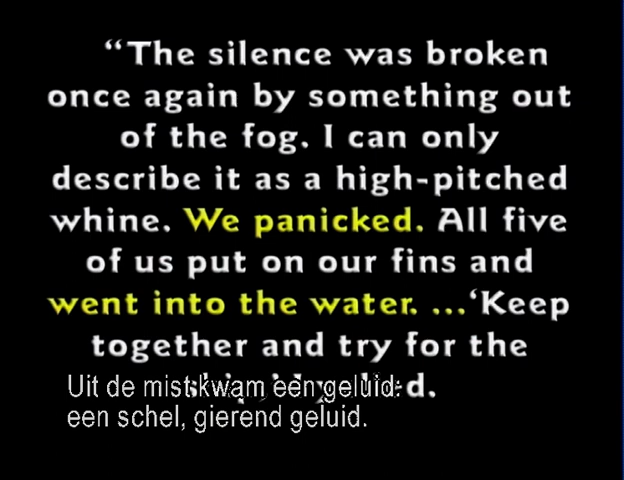 “The silence was broken
once again by something out
of the fog. I can only
describe it as a high-pitched
whine. We panicked. All five
of us put on our fins and
went into the water. ...‘Keep
together and try for the
Uit de mist kwam een geluid:
een schel, gierend geluid.